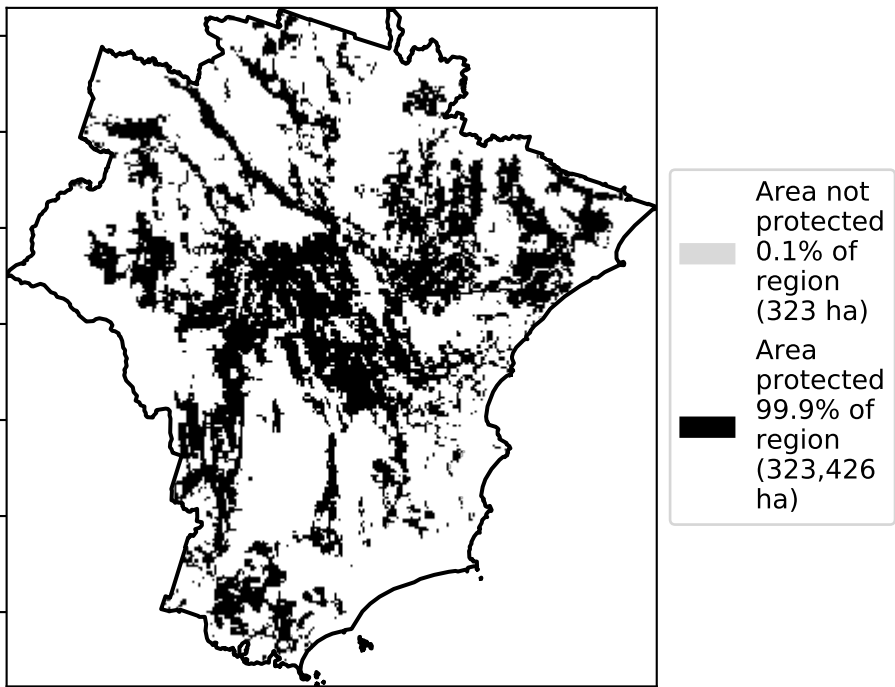 Area not
protected
0.1% of
region
(323 ha)
Area
protected
99.9% of
region
(323,426
ha)